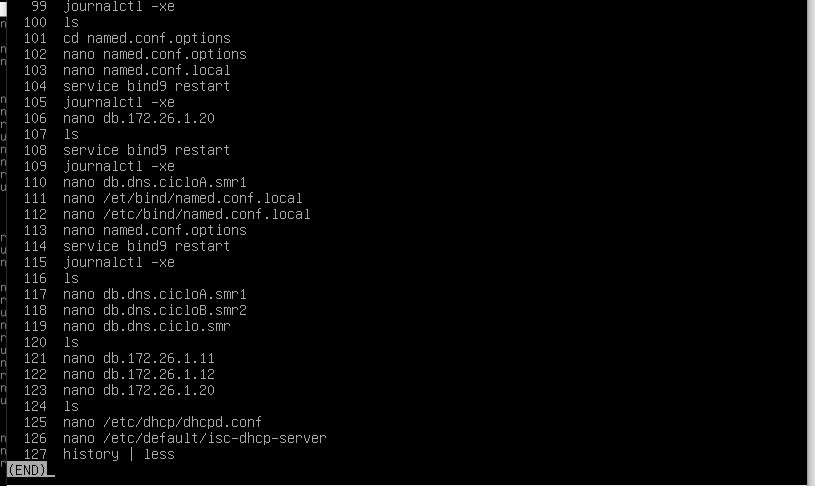 99 journalctl -xe
100 ls
101 cd named.conf.options
102 nano named.conf.options
103 nano named.conf.local
104 service bind9 restart
105 journalctl -xe
106 nano db.172.26.1.20
107 ls
108 service bind9 restart
109 journalctl -xe
110 nano db.dns.cicloA.smr1
111 nano /et/bind/named.conf.local
112 nano /etc/bind/named.conf.local
113 nano named.conf.options
114 service bind9 restart
115 journalctl -xe
116 ls
117 nano db.dns.cicloA.smr1
118 nano db.dns.cicloB.smr2
119 nano db.dns.ciclo.smr
120 ls
121 nano db.172.26.1.11
122 nano db.172.26.1.12
123 nano db.172.26.1.20
124 ls
125 nano /etc/dhcp/dhcpd.conf
126 nano /etc/default/isc-dhcp-server
127 history | less
(END)